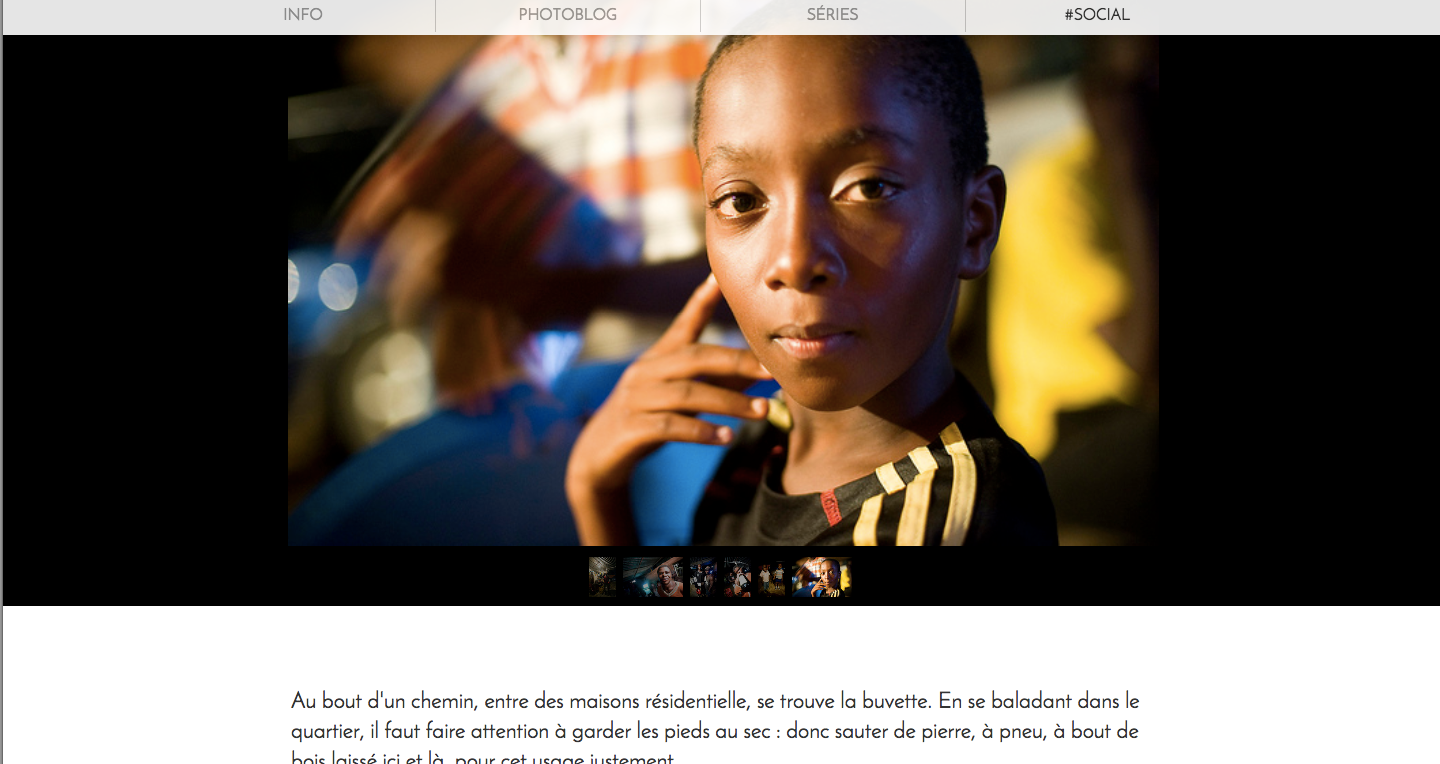 INFO
PHOTOBLOG
SÉRIES
#SOCIAL
Au bout d'un chemin, entre des maisons résidentielle, se trouve la buvette. En se baladant dans le
quartier, il faut faire attention à garder les pieds au sec : donc sauter de pierre, à pneu, à bout de
bois laissé ici et là, pour cet usage justement.